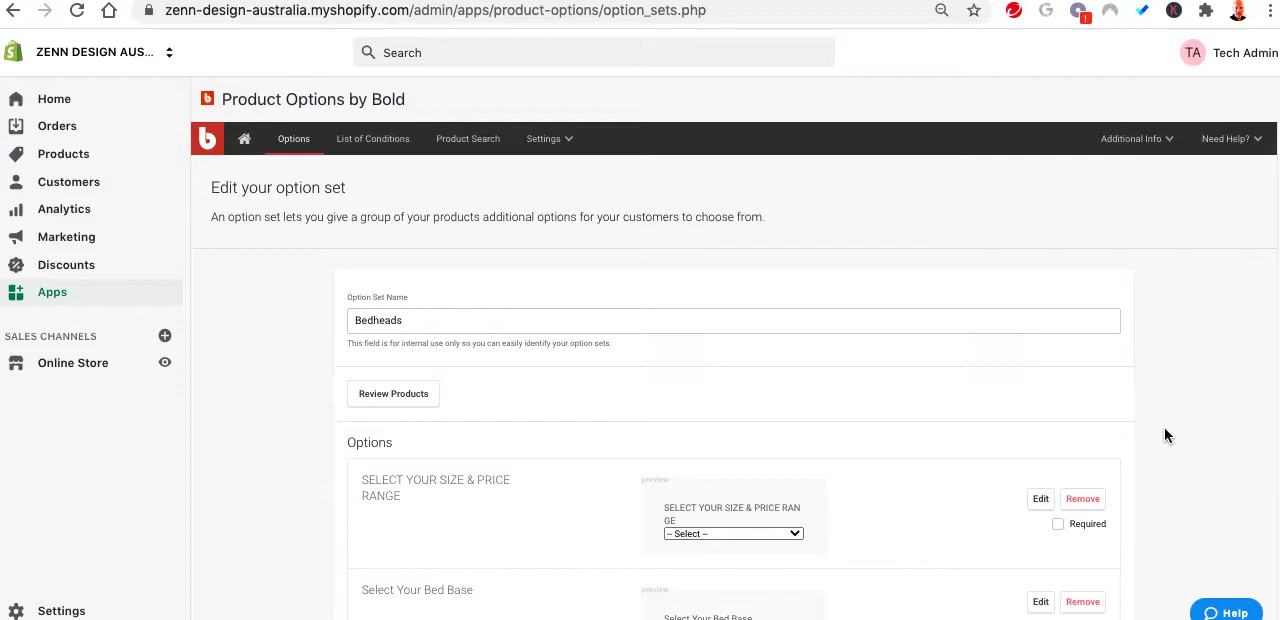 zenn-design-australia.myshopify.com/admin/apps/product-options/option_sets.php
ZENN DESIGN AUS...
Search
TA
Tech Admin
Home
Orders
Products
Customers
Analytics
Marketing
Discounts
Apps
SALES CHANNELS
Online Store
Settings
Product Options by Bold
Options
List of Conditions
Product Search
Settings
Additional Info
Need Help?
Edit your option set
An option set lets you give a group of your products additional options for your customers to choose from.
Option Set Name
Bedheads
This field is for internal use only so you can easily identify your option sets.
Review Products
Options
SELECT YOUR SIZE & PRICE
RANGE
preview
SELECT YOUR SIZE & PRICE RAN
GE
-- Select --
Edit
Remove
Required
Select Your Bed Base
preview
Select Your Bed Base
Edit
Remove
Help